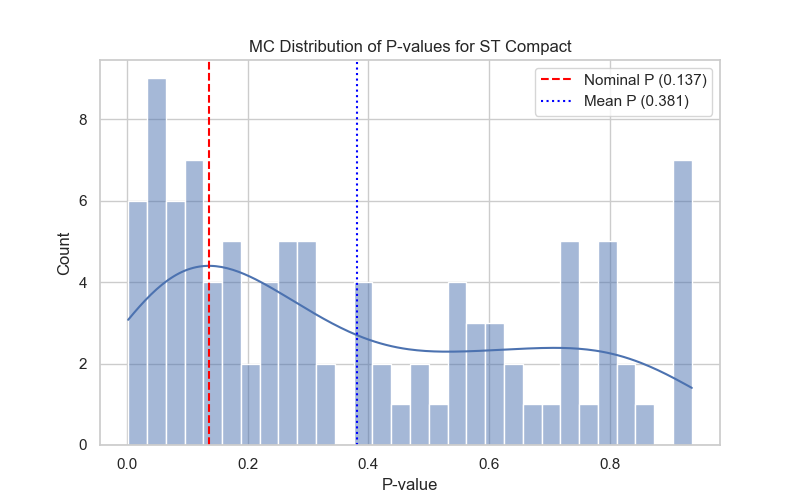 MC Distribution of P-values for ST Compact
Nominal P (0.137)
Mean P (0.381)
Count
8
6
4
2
0
0.0 0.2 0.4 0.6 0.8
P-value